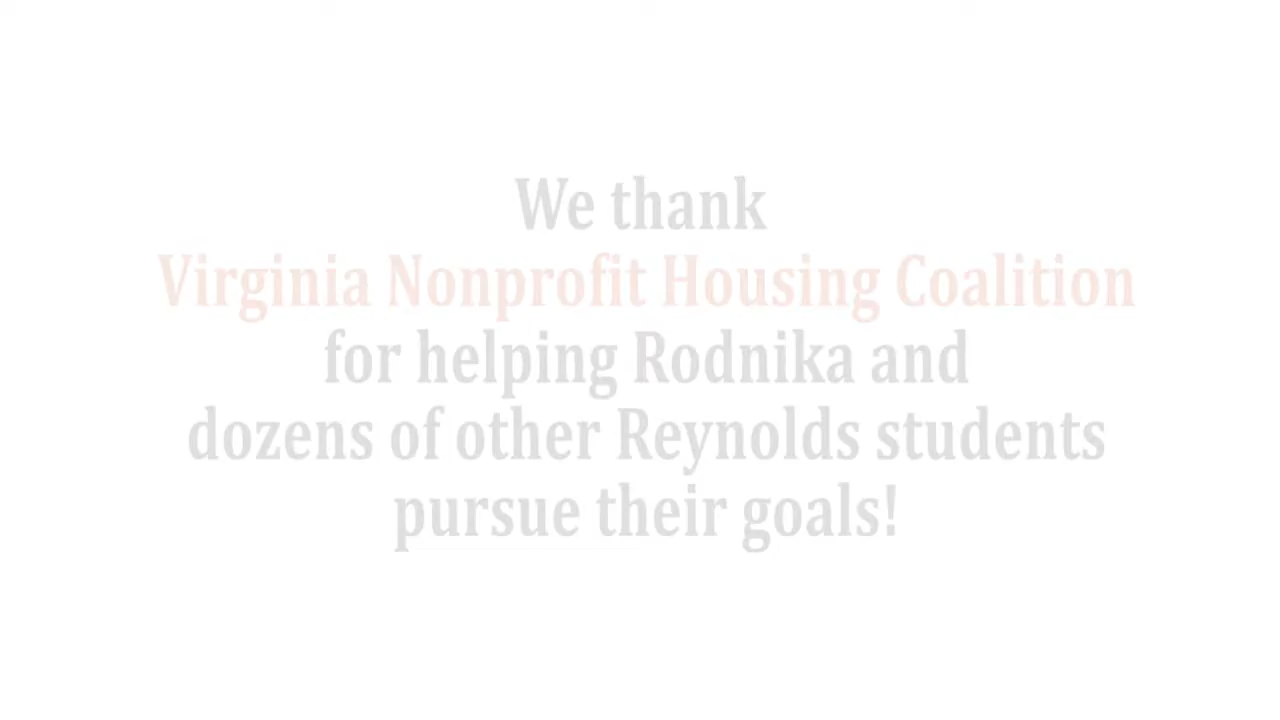 We thank
Virginia Nonprofit Housing Coalition
for helping Rodnika and
dozens of other Reynolds students
pursue their goals!